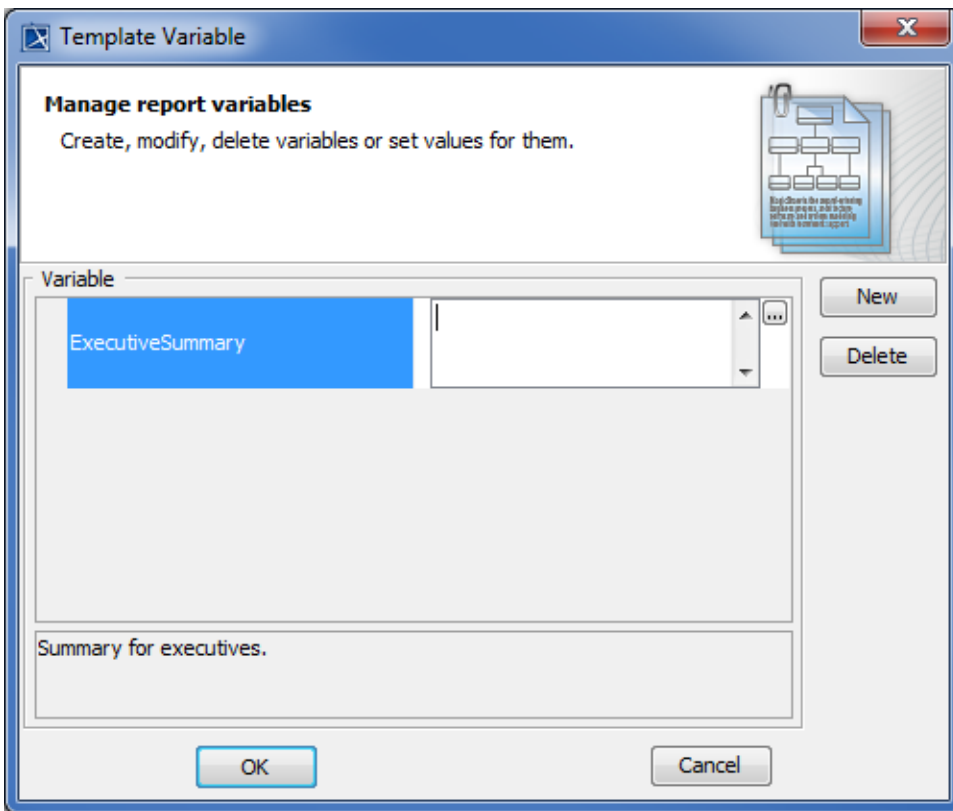 Template Variable
Manage report variables
Create, modify, delete variables or set values for them.
Variable
New
ExecutiveSummary
...
Delete
Summary for executives.
OK
Cancel